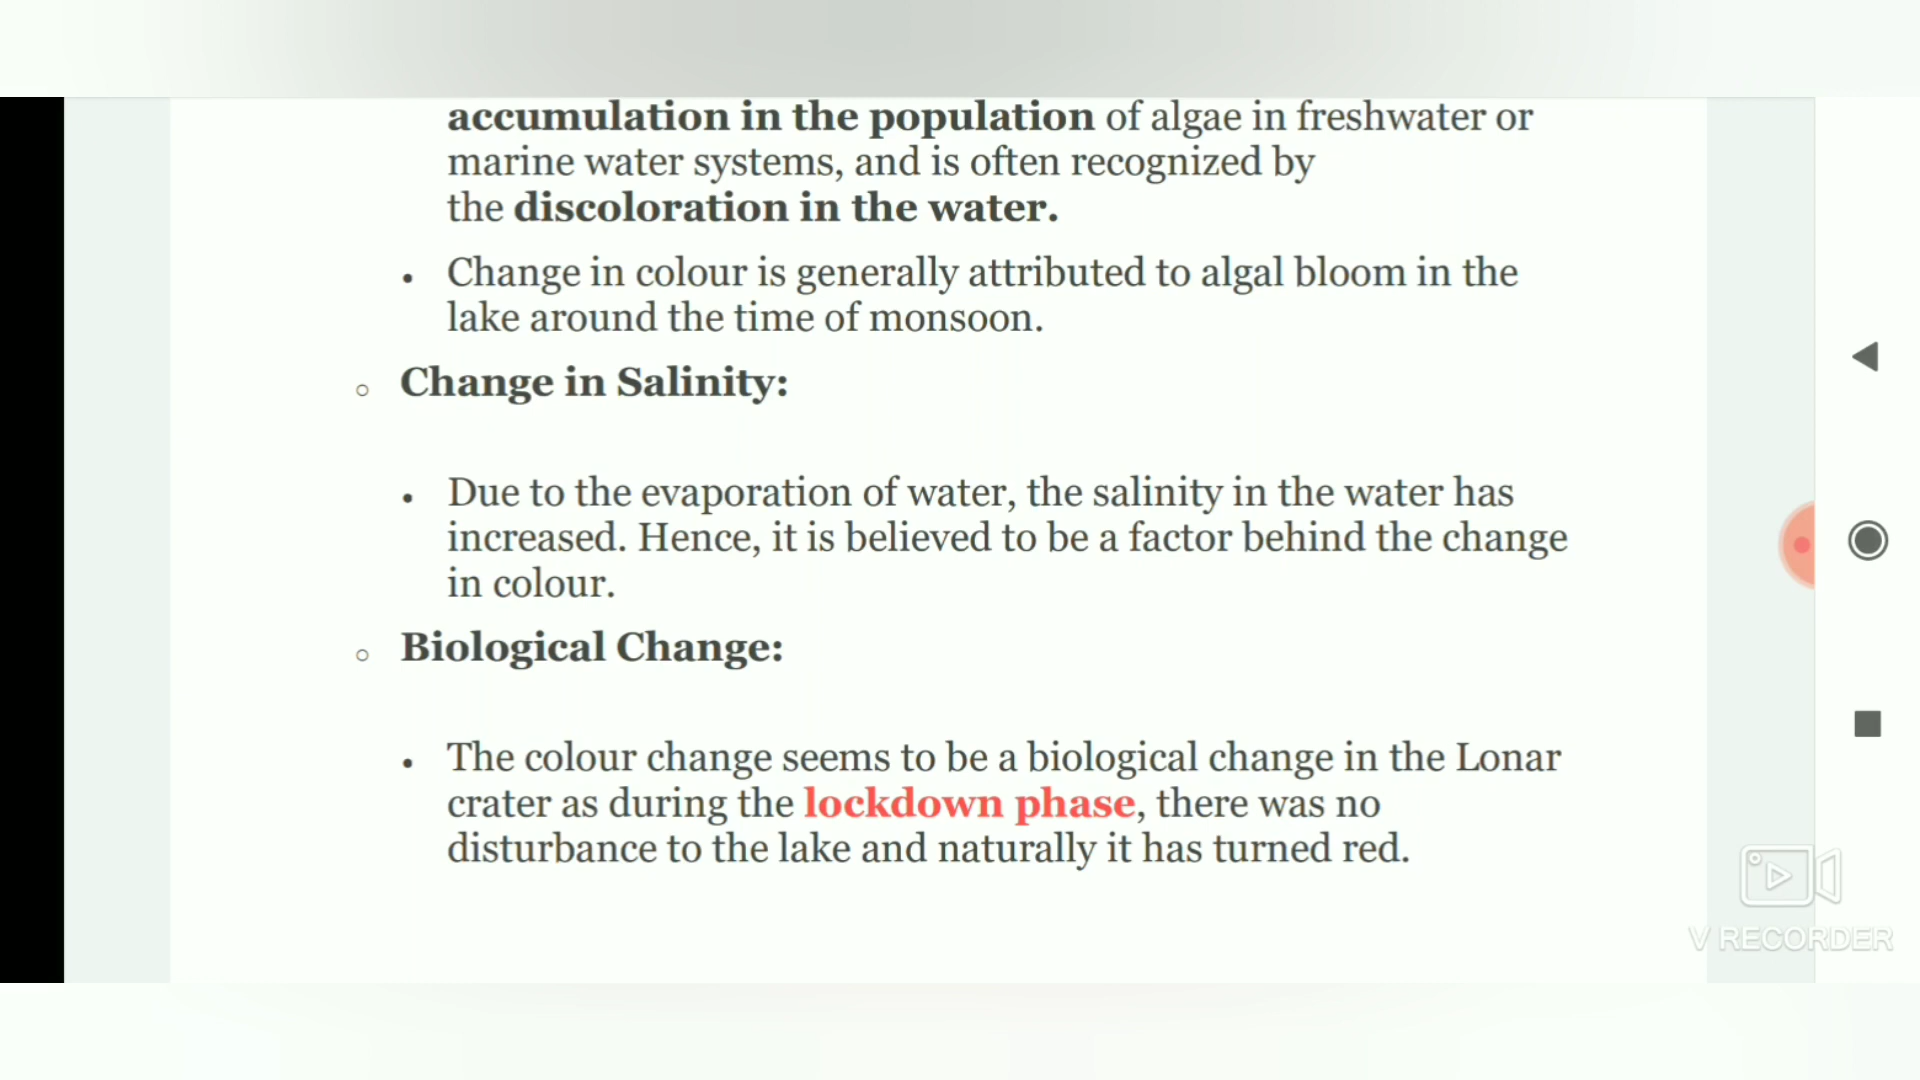 accumulation in the population of algae in freshwater or
marine water systems, and is often recognized by
the discoloration in the water.
• Change in colour is generally attributed to algal bloom in the
lake around the time of monsoon.
○ Change in Salinity:
• Due to the evaporation of water, the salinity in the water has
increased. Hence, it is believed to be a factor behind the change
in colour.
○ Biological Change:
• The colour change seems to be a biological change in the Lonar
crater as during the lockdown phase, there was no
disturbance to the lake and naturally it has turned red.
V RECORDER